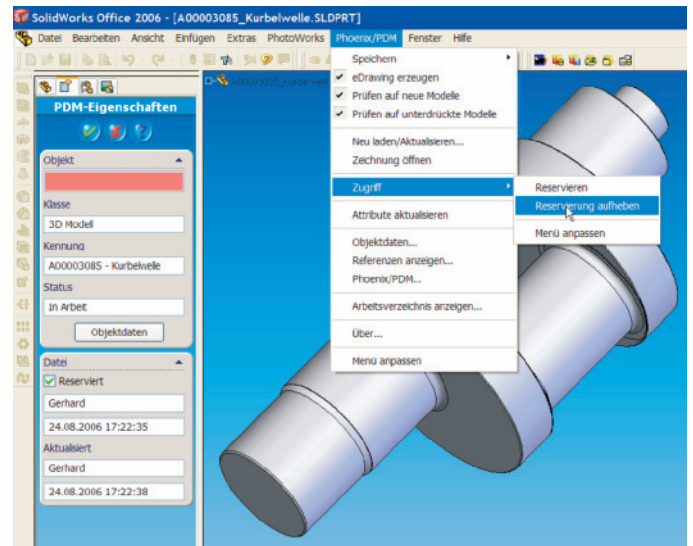 SolidWorks Office 2006 - [A00003085_Kurbelwelle.SLDPRT]
Datei Bearbeiten Ansicht Einfügen Extras PhotoWorks Phoenix/PDM Fenster Hilfe
PDM-Eigenschaften
Objekt
Klasse
3D Modell
Kennung
A00003085 - Kurbelwelle
Status
In Arbeit
Objektdaten
Datei
Reserviert
Gerhard
24.08.2006 17:22:35
Aktualisiert
Gerhard
24.08.2006 17:22:38
A00003085_Kurbelwelle
Speichern
eDrawing erzeugen
Prüfen auf neue Modelle
Prüfen auf unterdrückte Modelle
Neu laden/Aktualisieren...
Zeichnung öffnen
Zugriff
Attribute aktualisieren
Objektdaten...
Referenzen anzeigen...
Phoenix/PDM...
Arbeitsverzeichnis anzeigen...
Über...
Menü anpassen
Reservieren
Reservierung aufheben
Menü anpassen